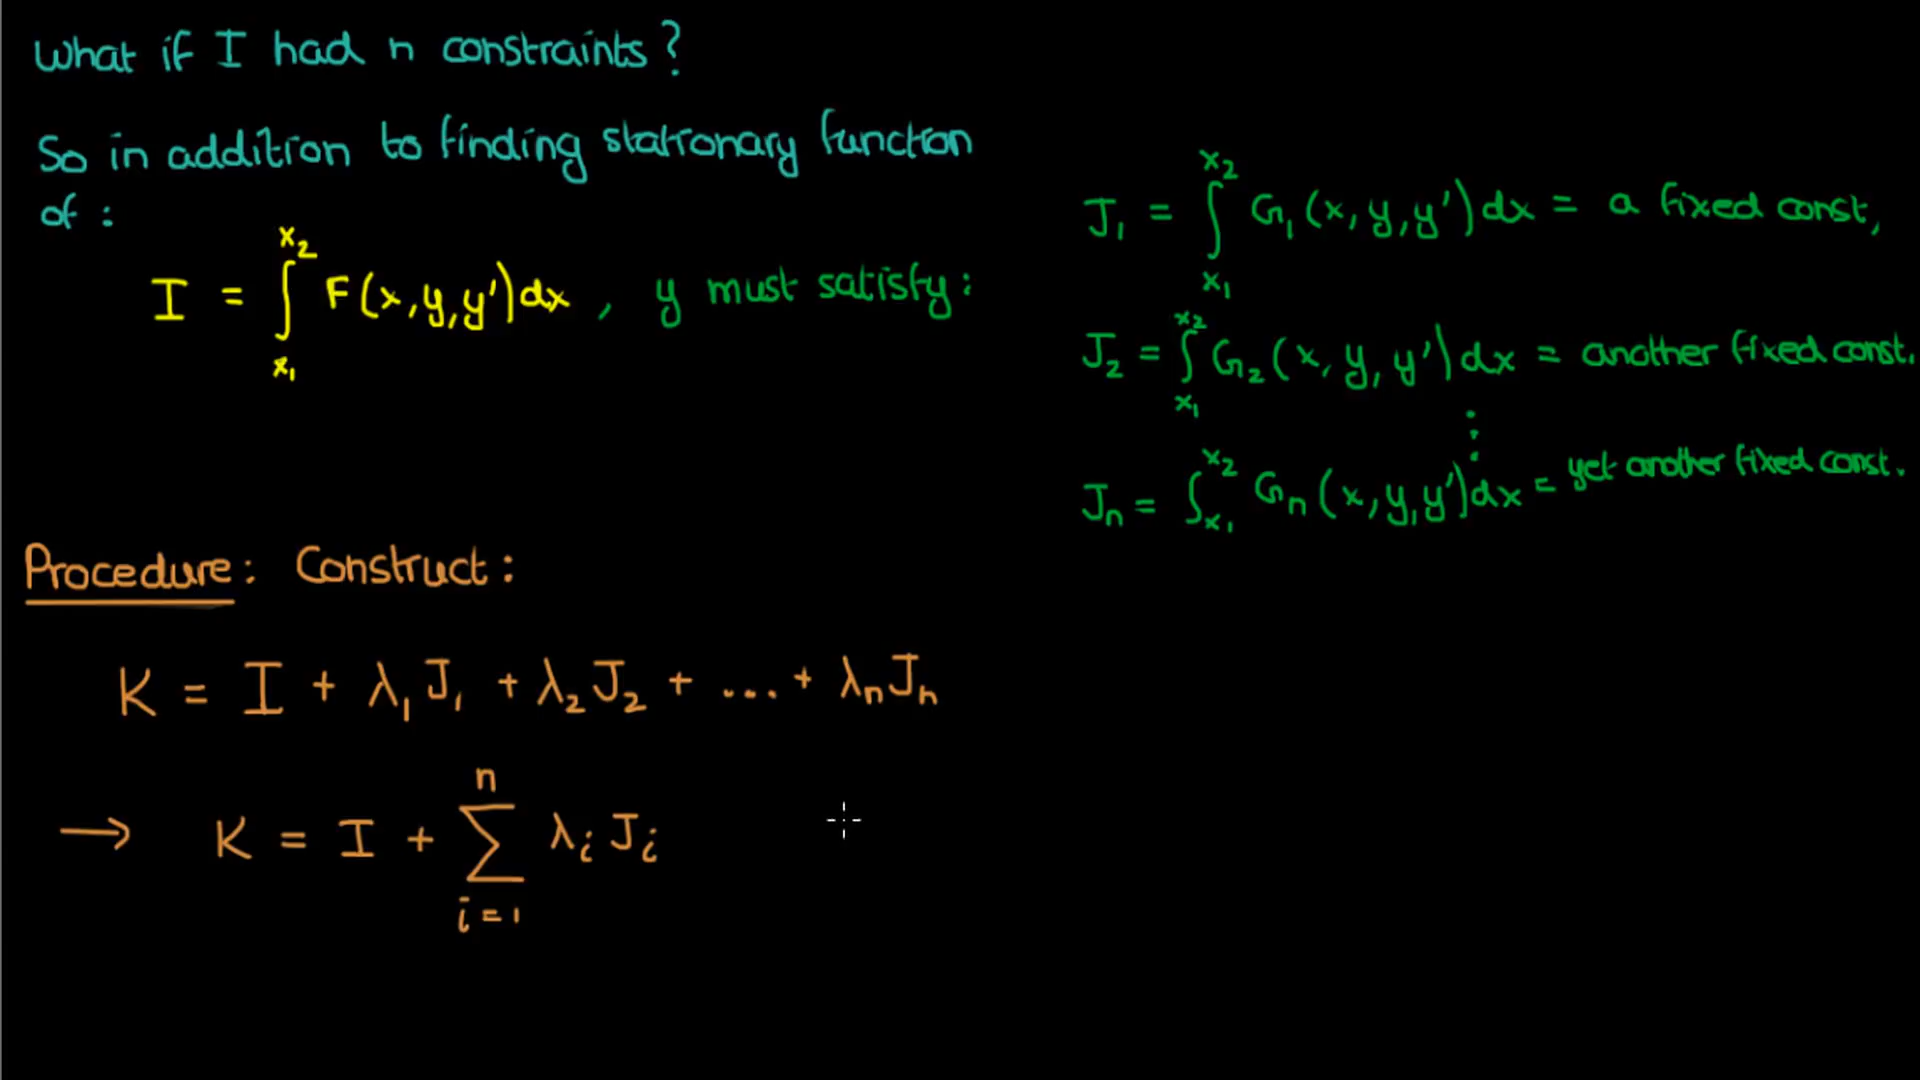 What if I had n constraints?
So in addition to finding stationary function
of :
I = ∫_{x₁}^{x₂} F(x, y, y') dx , y must satisfy :
J₁ = ∫_{x₁}^{x₂} G₁(x, y, y') dx = a fixed const,
J₂ = ∫_{x₁}^{x₂} G₂(x, y, y') dx = another fixed const.
⋮
Jₙ = ∫_{x₁}^{x₂} Gₙ(x, y, y') dx = yet another fixed const.
Procedure : Construct :
K = I + λ₁J₁ + λ₂J₂ + .... + λₙJₙ
→ K = I + ∑_{i=1}^{n} λᵢ Jᵢ